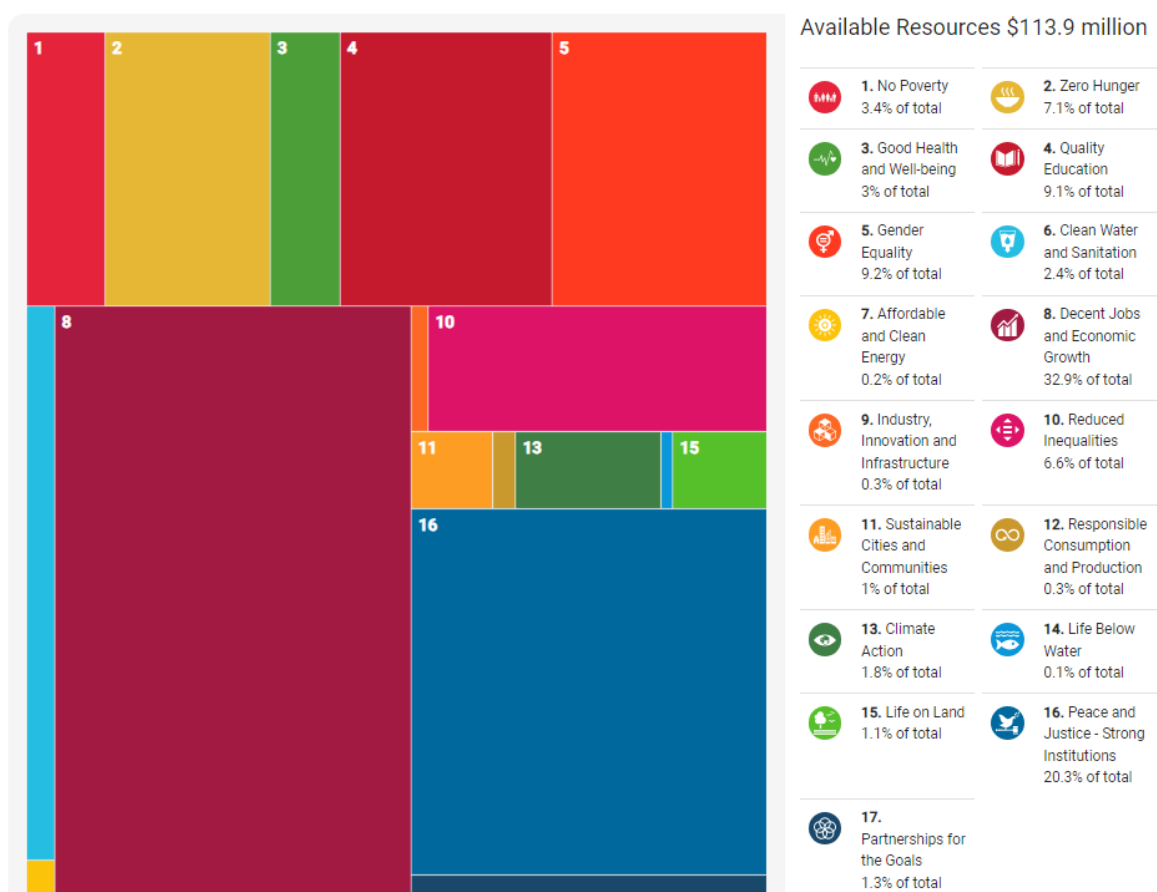 1
2
3
4
5
8
10
11
13
15
16
Available Resources $113.9 million
1. No Poverty
3.4% of total
2. Zero Hunger
7.1% of total
3. Good Health
and Well-being
3% of total
4. Quality
Education
9.1% of total
5. Gender
Equality
9.2% of total
6. Clean Water
and Sanitation
2.4% of total
7. Affordable
and Clean
Energy
0.2% of total
8. Decent Jobs
and Economic
Growth
32.9% of total
9. Industry,
Innovation and
Infrastructure
0.3% of total
10. Reduced
Inequalities
6.6% of total
11. Sustainable
Cities and
Communities
1% of total
12. Responsible
Consumption
and Production
0.3% of total
13. Climate
Action
1.8% of total
14. Life Below
Water
0.1% of total
15. Life on Land
1.1% of total
16. Peace and
Justice - Strong
Institutions
20.3% of total
17.
Partnerships for
the Goals
1.3% of total